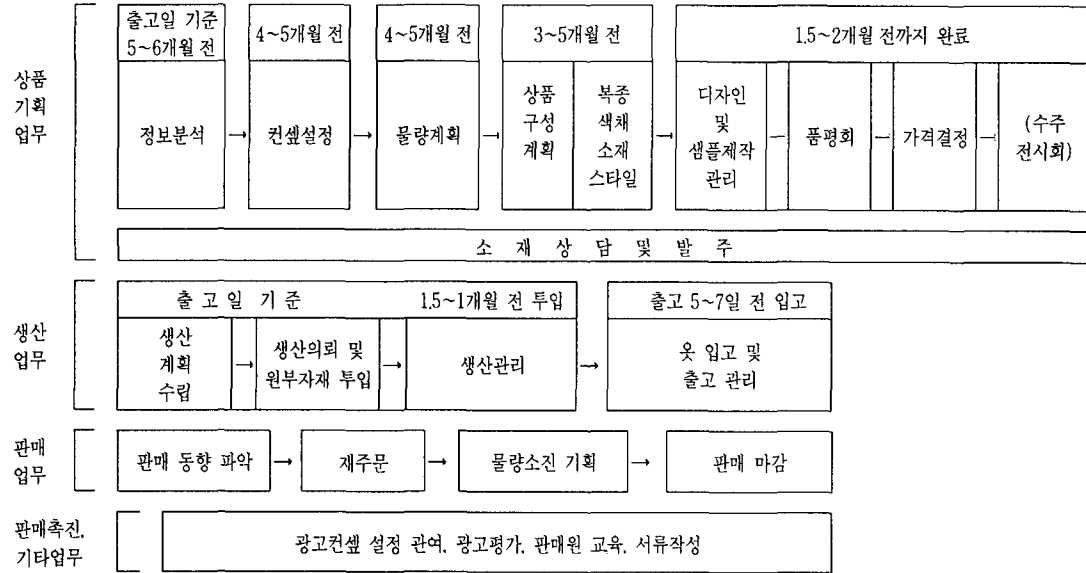 출고일 기준
5~6개월 전
4~5개월 전
4~5개월 전
3~5개월 전
1.5~2개월 전까지 완료
상품
기획
업무
정보분석
컨셉설정
물량계획
상품
구성
계획
복종
색채
소재
스타일
디자인
및
샘플제작
관리
품평회
가격결정
(수주
전시회)
소 재 상 담 및 발 주
생산
업무
출 고 일 기 준
1.5~1개월 전 투입
출고 5~7일 전 입고
생산
계획
수립
생산의뢰 및
원부자재 투입
생산관리
옷 입고 및
출고 관리
판매
업무
판매 동향 파악
재주문
물량소진 기획
판매 마감
판매촉진,
기타업무
광고컨셉 설정 관여, 광고평가, 판매원 교육, 서류작성